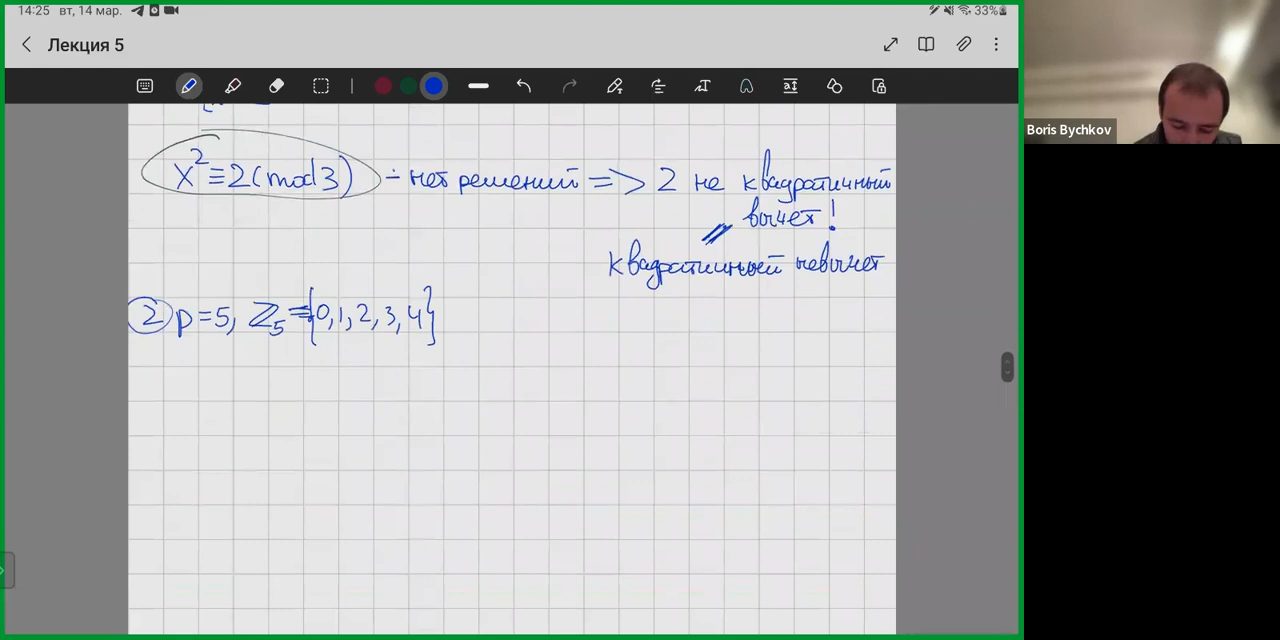 14:25 вт, 14 мар.
33%
Лекция 5
Boris Bychkov
x² ≡ 2 (mod 3) ÷ нет решений => 2 не квадратичный
вычет!
квадратичный невычет
2 p=5, ℤ₅={0,1,2,3,4}